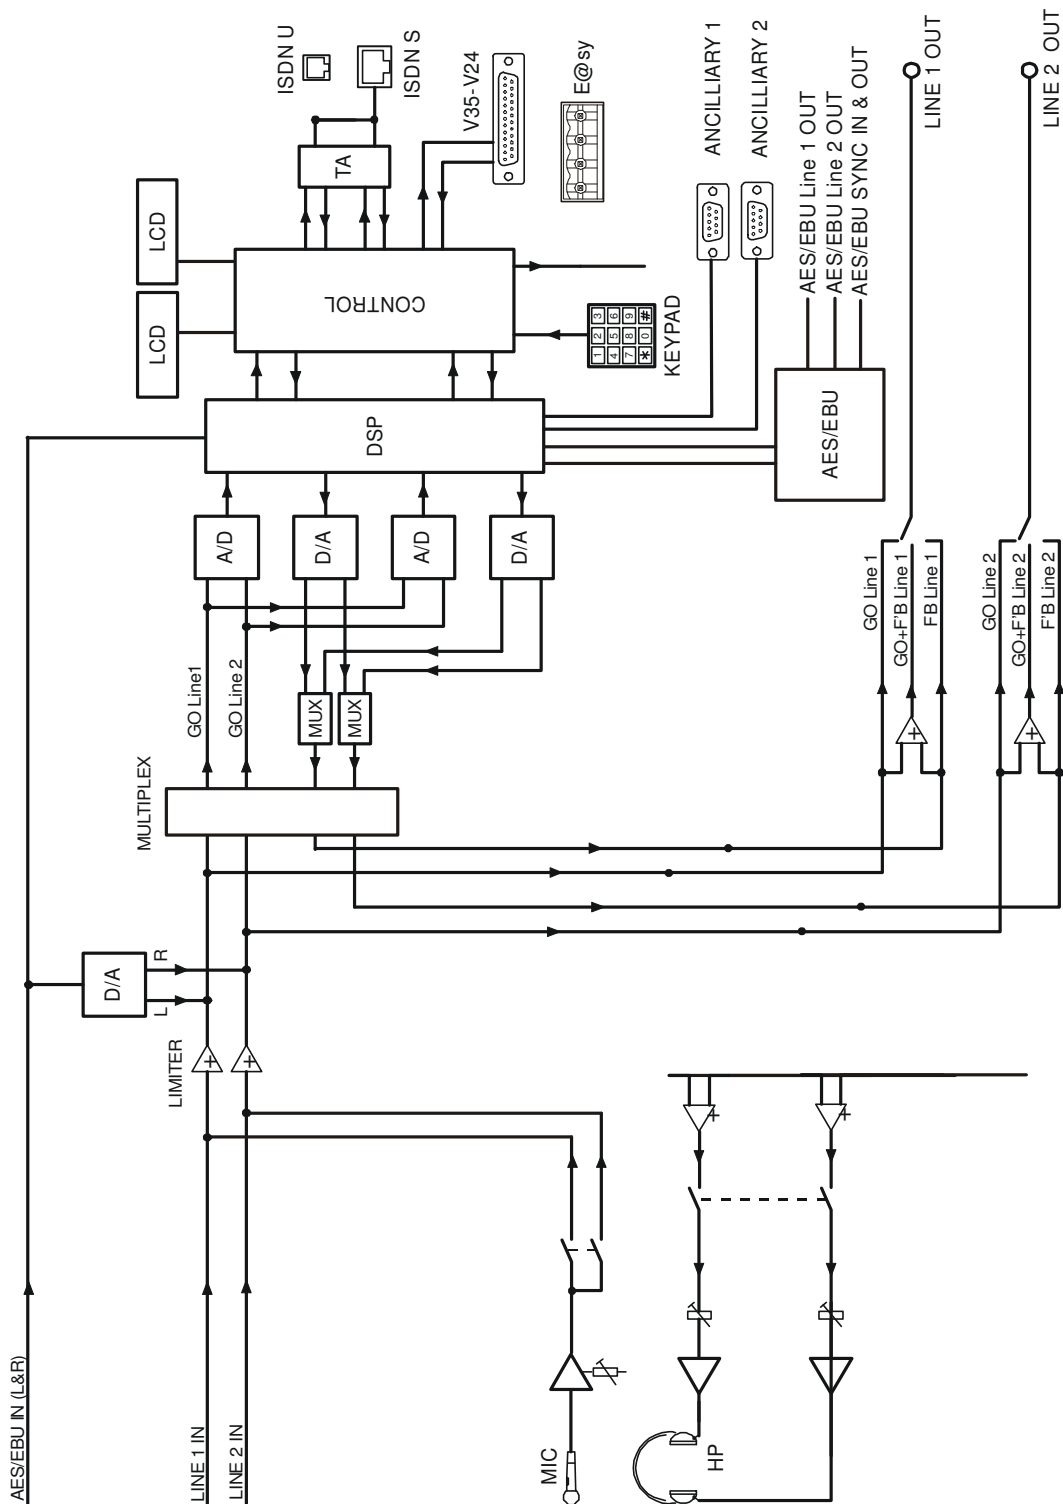 ISDN U
ISDN S
V35-V24
E@sy
ANCILLIARY 1
ANCILLIARY 2
AES/EBU Line 1 OUT
AES/EBU Line 2 OUT
AES/EBU SYNC IN & OUT
LINE 1 OUT
LINE 2 OUT
LCD
LCD
TA
CONTROL
1 2 3
4 5 6
7 8 9
* 0 #
KEYPAD
DSP
AES/EBU
A/D
D/A
A/D
D/A
GO Line1
GO Line 2
MUX
MUX
MULTIPLEX
GO Line 1
GO+F'B Line 1
FB Line 1
GO Line 2
GO+F'B Line 2
F'B Line 2
+
+
D/A
L
R
LIMITER
+
+
+
+
AES/EBU IN (L&R)
LINE 1 IN
LINE 2 IN
MIC
HP